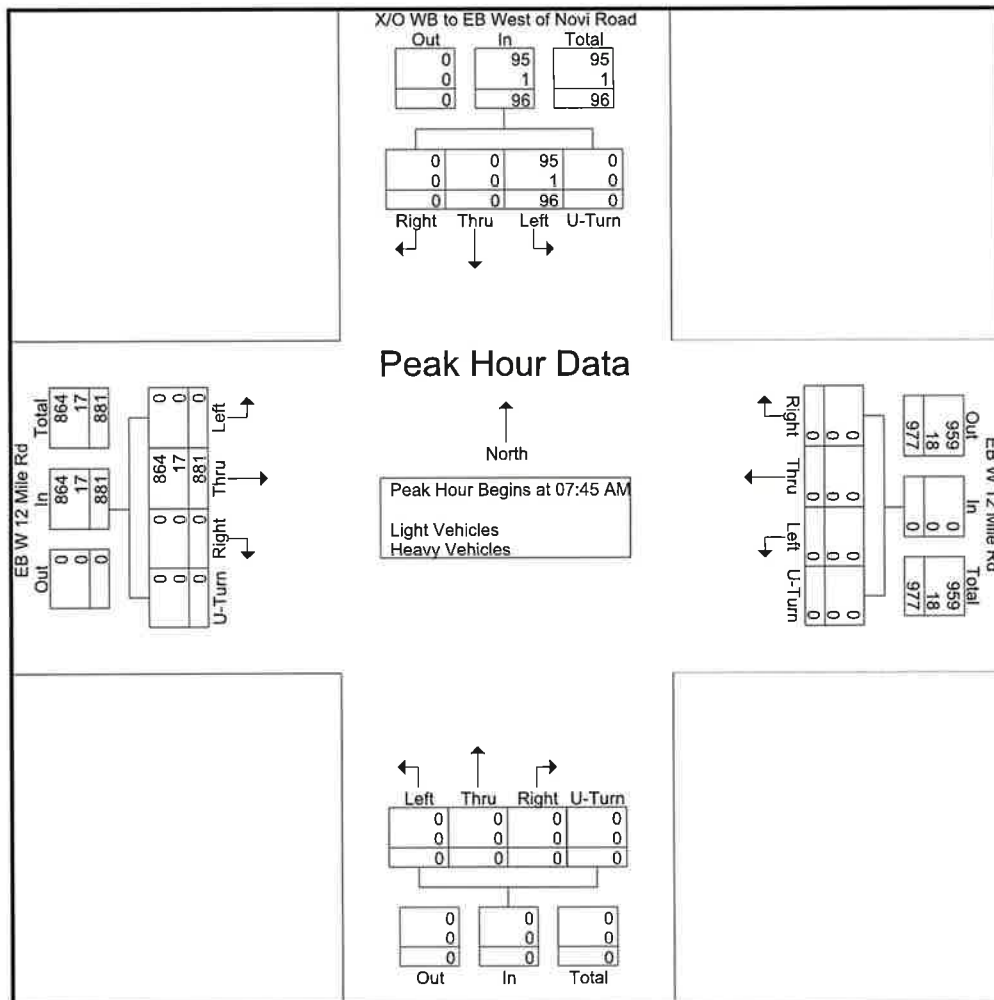 X/O WB to EB West of Novi Road
Out In Total
0 95 95
0 1 1
0 96 96
0 0 95 0
0 0 1 0
0 0 96 0
Right Thru Left U-Turn
Peak Hour Data
North
Peak Hour Begins at 07:45 AM
Light Vehicles
Heavy Vehicles
EB W 12 Mile Rd
Out In Total
0 864 864
0 17 17
0 881 881
U-Turn Right Thru Left
0 0 864 0
0 0 17 0
0 0 881 0
EB W 12 Mile Rd
Out In Total
959 0 959
18 0 18
977 0 977
Right Thru Left U-Turn
0 0 0 0
0 0 0 0
0 0 0 0
Left Thru Right U-Turn
0 0 0 0
0 0 0 0
0 0 0 0
0 0 0
0 0 0
0 0 0
Out In Total